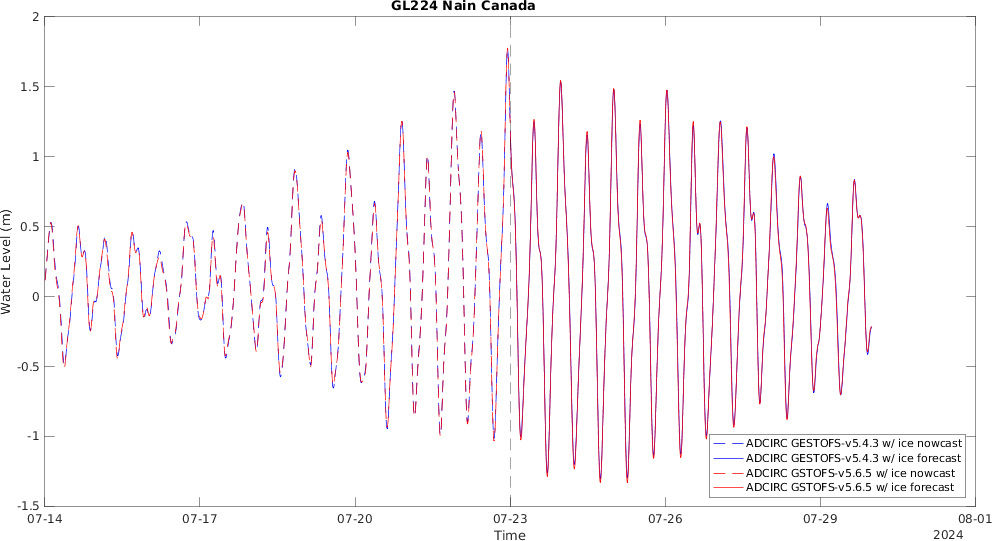 GL224 Nain Canada
2
1.5
1
0.5
0
-0.5
-1
-1.5
Water Level (m)
07-14 07-17 07-20 07-23 07-26 07-29 08-01
Time
2024
ADCIRC GESTOFS-v5.4.3 w/ ice nowcast
ADCIRC GESTOFS-v5.4.3 w/ ice forecast
ADCIRC GSTOFS-v5.6.5 w/ ice nowcast
ADCIRC GSTOFS-v5.6.5 w/ ice forecast